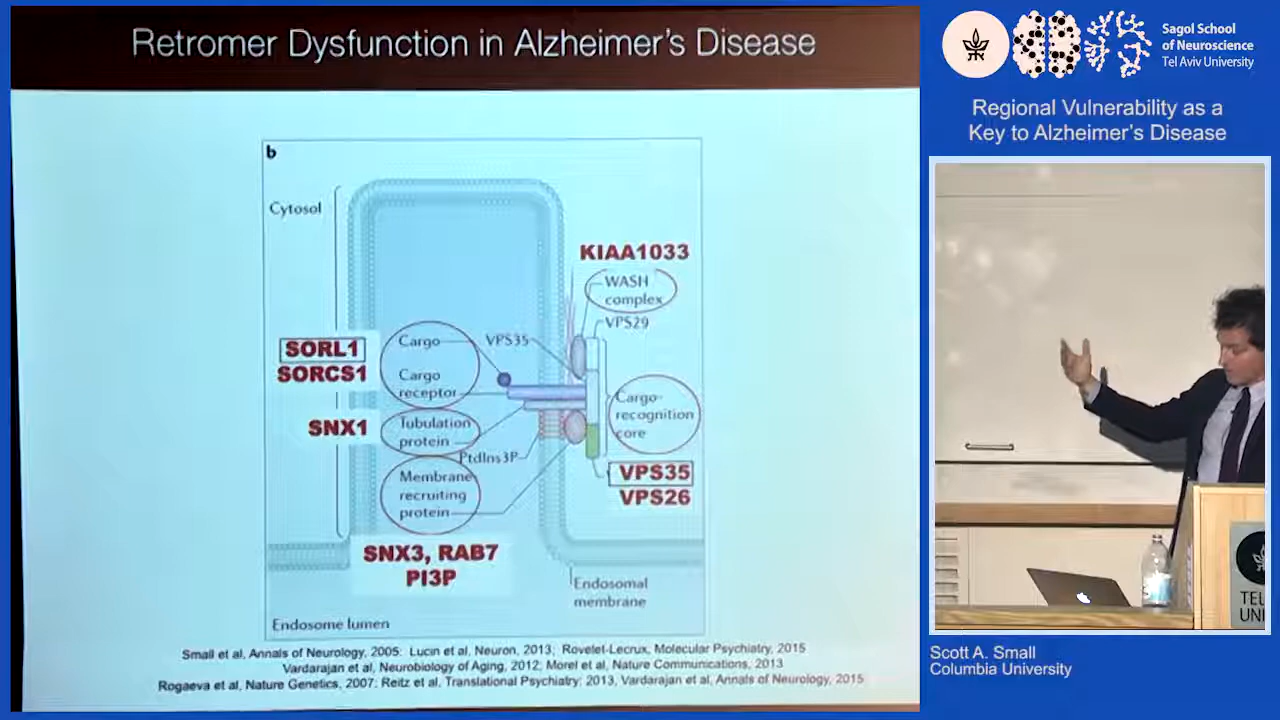 Retromer Dysfunction in Alzheimer's Disease
b
Cytosol
KIAA1033
WASH
complex
VPS29
SORL1
SORCS1
Cargo
Cargo
receptor
VPS35
SNX1
Tubulation
protein
PtdIns3P
Cargo-
recognition
core
Membrane
recruiting
protein
VPS35
VPS26
SNX3, RAB7
PI3P
Endosomal
membrane
Endosome lumen
Small et al, Annals of Neurology, 2005; Lucin et al, Neuron, 2013; Rovelet-Lecrux, Molecular Psychiatry, 2015
Vardarajan et al, Neurobiology of Aging, 2012; Morel et al, Nature Communications, 2013
Rogaeva et al, Nature Genetics, 2007; Reitz et al, Translational Psychiatry; 2013, Vardarajan et al, Annals of Neurology, 2015
Sagol School
of Neuroscience
Tel Aviv University
Regional Vulnerability as a
Key to Alzheimer's Disease
TEL
UNI
Scott A. Small
Columbia University